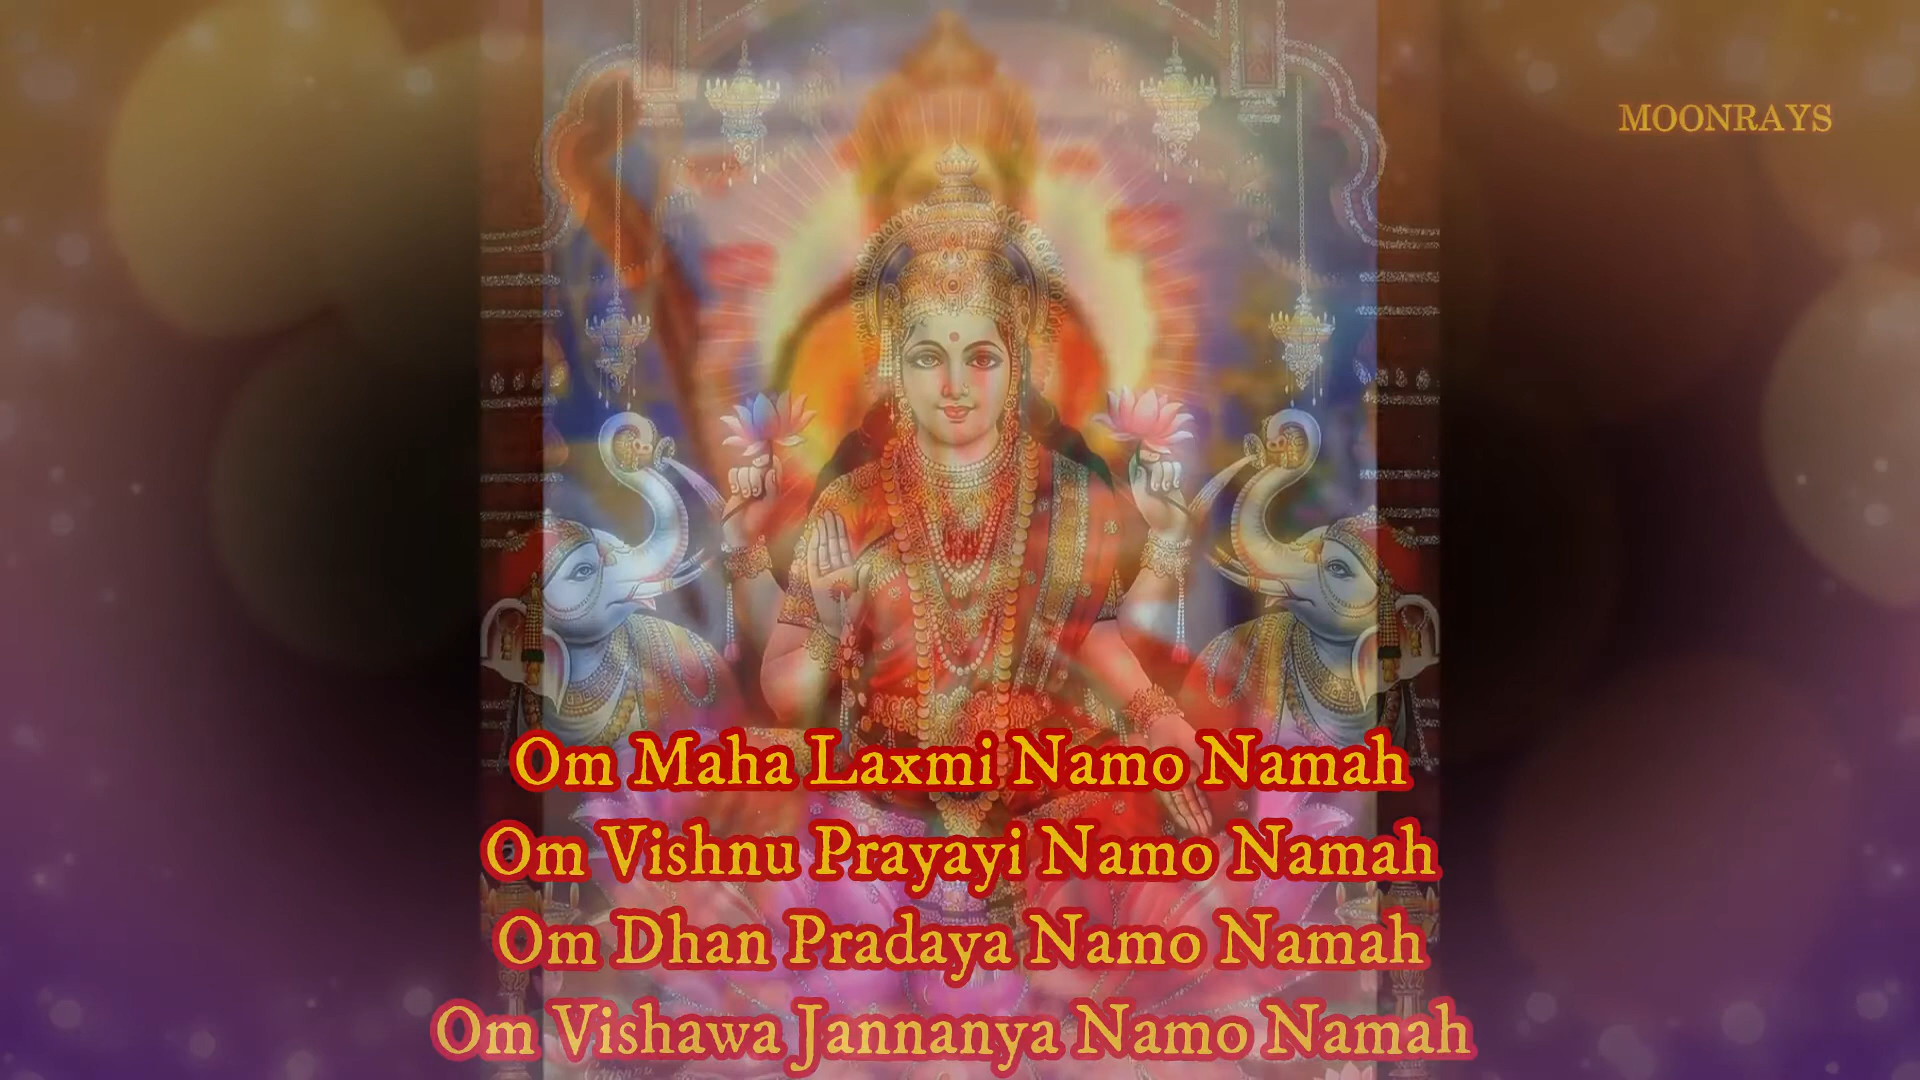 MOONRAYS
Om Maha Laxmi Namo Namah
Om Vishnu Prayayi Namo Namah
Om Dhan Pradaya Namo Namah
Om Vishawa Jannanya Namo Namah